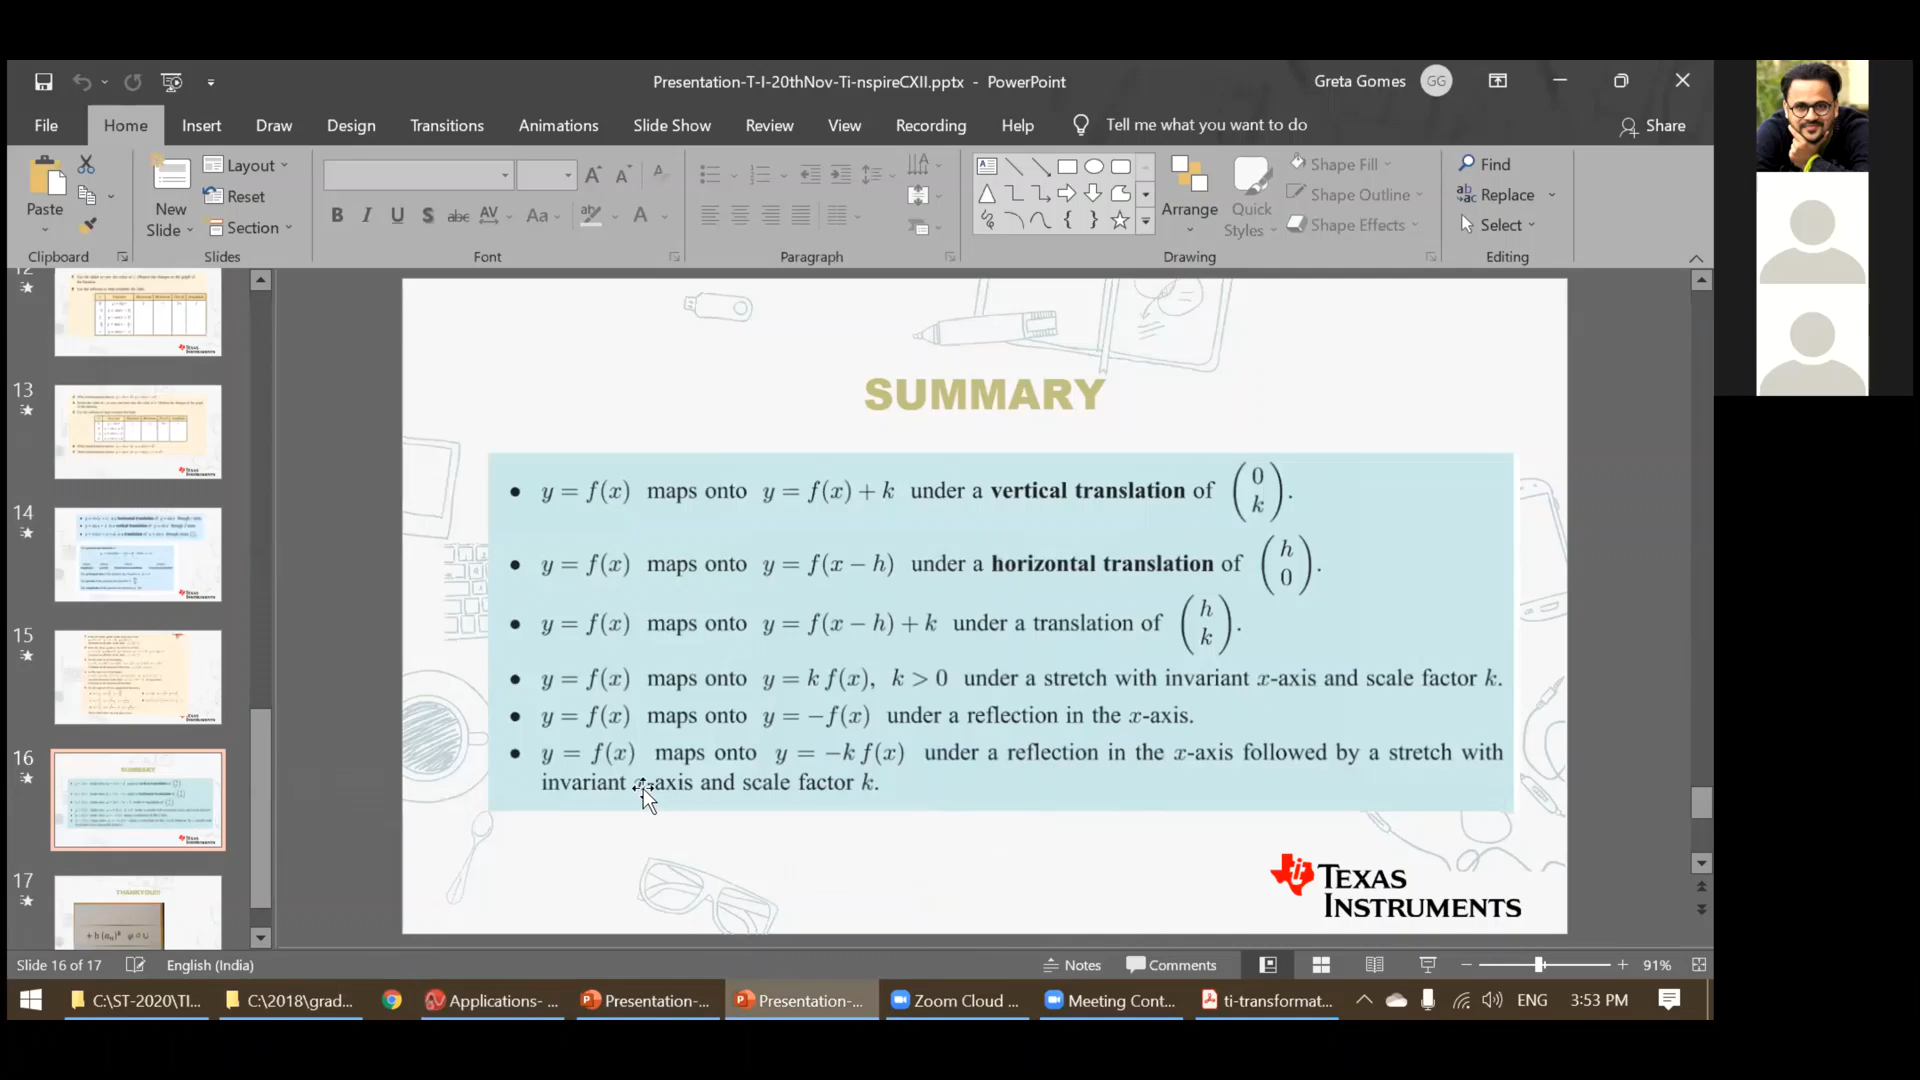 Presentation-T-I-20thNov-Ti-nspireCXII.pptx - PowerPoint
Greta Gomes
GG
File
Home
Insert
Draw
Design
Transitions
Animations
Slide Show
Review
View
Recording
Help
Tell me what you want to do
Share
Paste
New
Slide
Layout
Reset
Section
Shape Fill
Shape Outline
Shape Effects
Arrange
Quick
Styles
Find
Replace
Select
Clipboard
Slides
Font
Paragraph
Drawing
Editing
12
13
14
15
16
17
SUMMARY
THANKYOU!!
SUMMARY
• y = f(x) maps onto y = f(x) + k under a vertical translation of (0 k).
• y = f(x) maps onto y = f(x − h) under a horizontal translation of (h 0).
• y = f(x) maps onto y = f(x − h) + k under a translation of (h k).
• y = f(x) maps onto y = k f(x), k > 0 under a stretch with invariant x-axis and scale factor k.
• y = f(x) maps onto y = −f(x) under a reflection in the x-axis.
• y = f(x) maps onto y = −k f(x) under a reflection in the x-axis followed by a stretch with
invariant x-axis and scale factor k.
TEXAS
INSTRUMENTS
Slide 16 of 17
English (India)
Notes
Comments
91%
C:\ST-2020\TI...
C:\2018\grad...
Applications- ...
Presentation-...
Presentation-...
Zoom Cloud ...
Meeting Cont...
ti-transformat...
ENG
3:53 PM